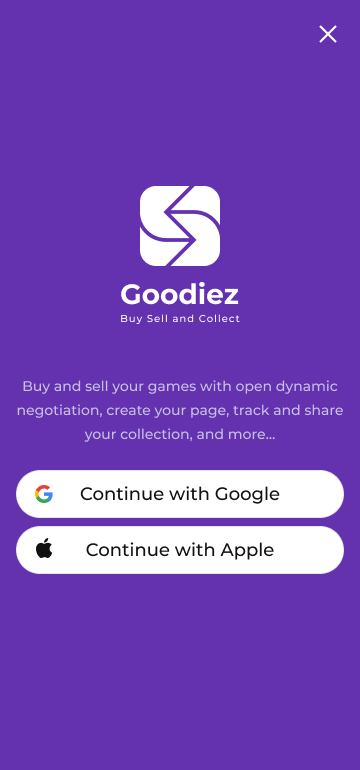 Goodiez
Buy Sell and Collect
Buy and sell your games with open dynamic
negotiation, create your page, track and share
your collection, and more...
Continue with Google
Continue with Apple